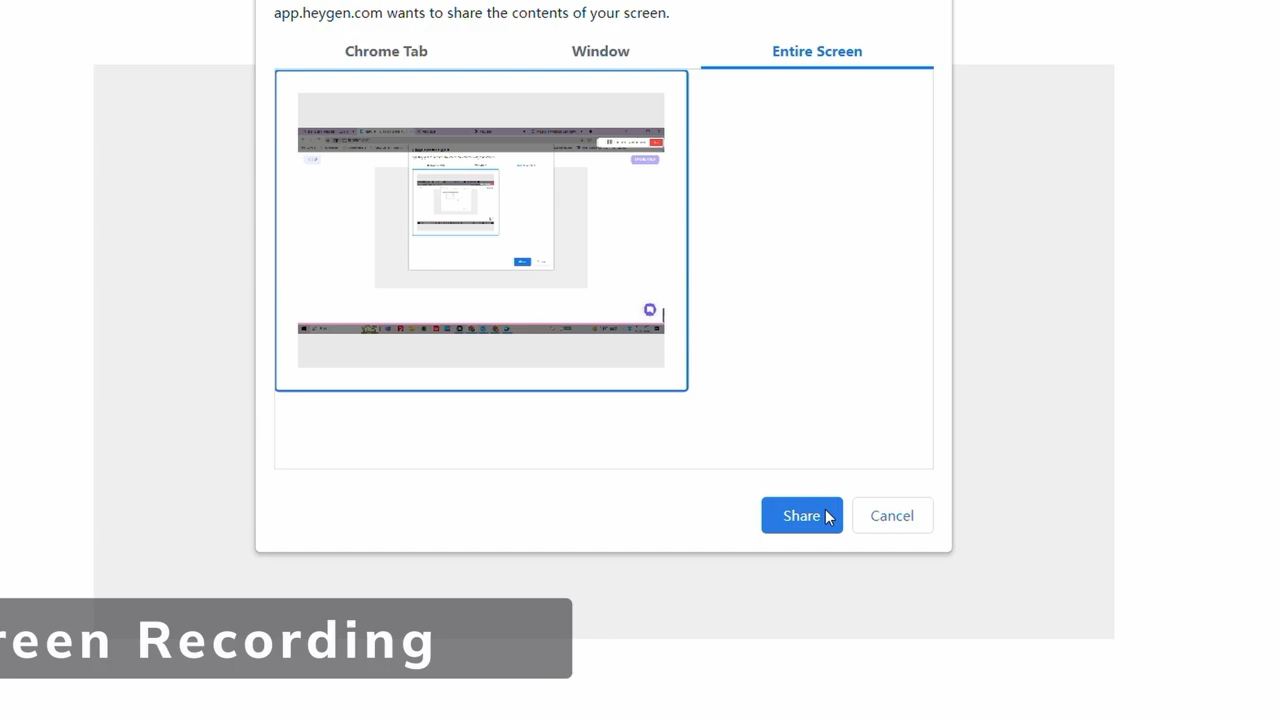 app.heygen.com wants to share the contents of your screen.
Chrome Tab
Window
Entire Screen
Share
Cancel
reen Recording